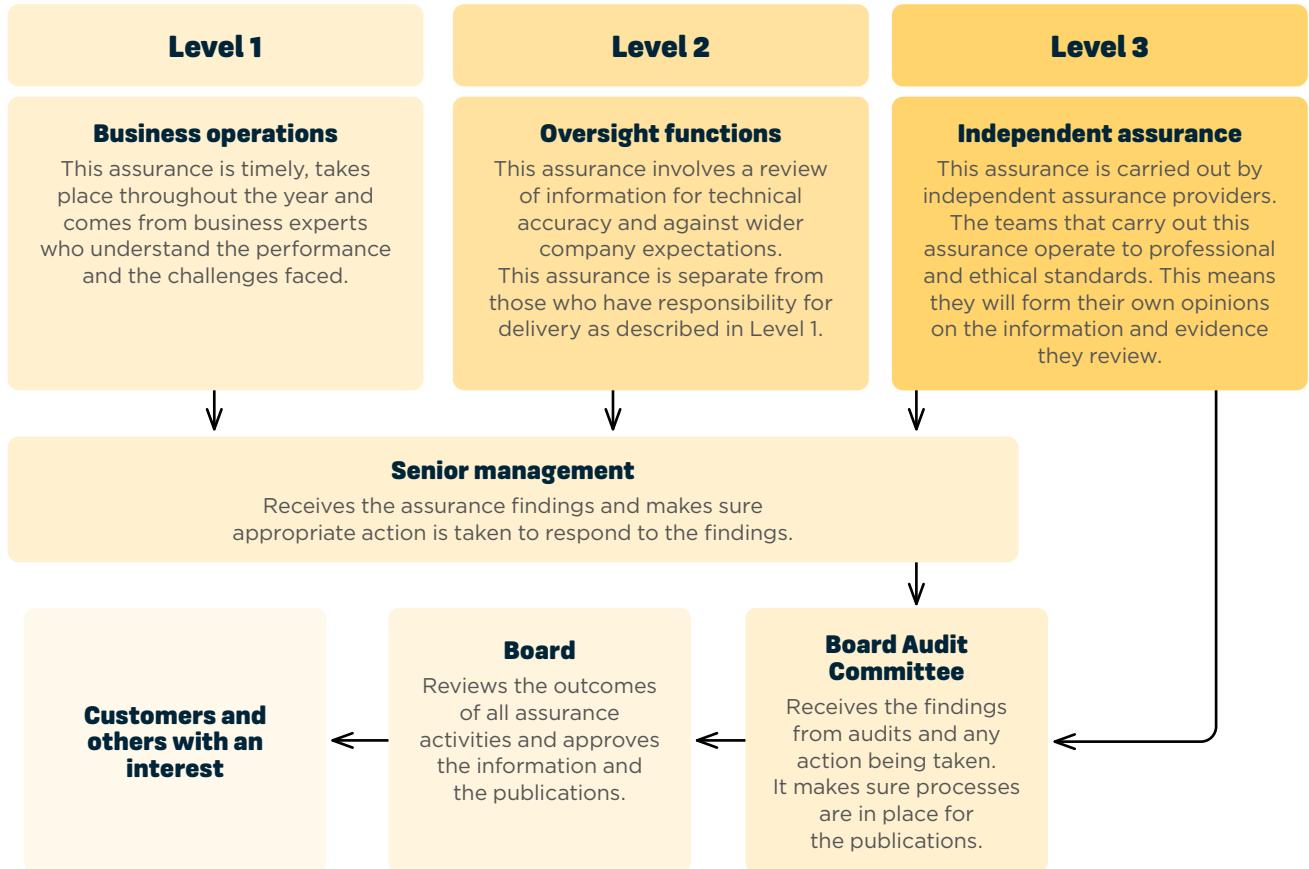 Level 1
Level 2
Level 3
Business operations
This assurance is timely, takes
place throughout the year and
comes from business experts
who understand the performance
and the challenges faced.
Oversight functions
This assurance involves a review
of information for technical
accuracy and against wider
company expectations.
This assurance is separate from
those who have responsibility for
delivery as described in Level 1.
Independent assurance
This assurance is carried out by
independent assurance providers.
The teams that carry out this
assurance operate to professional
and ethical standards. This means
they will form their own opinions
on the information and evidence
they review.
Senior management
Receives the assurance findings and makes sure
appropriate action is taken to respond to the findings.
Customers and
others with an
interest
Board
Reviews the outcomes
of all assurance
activities and approves
the information and
the publications.
Board Audit
Committee
Receives the findings
from audits and any
action being taken.
It makes sure processes
are in place for
the publications.